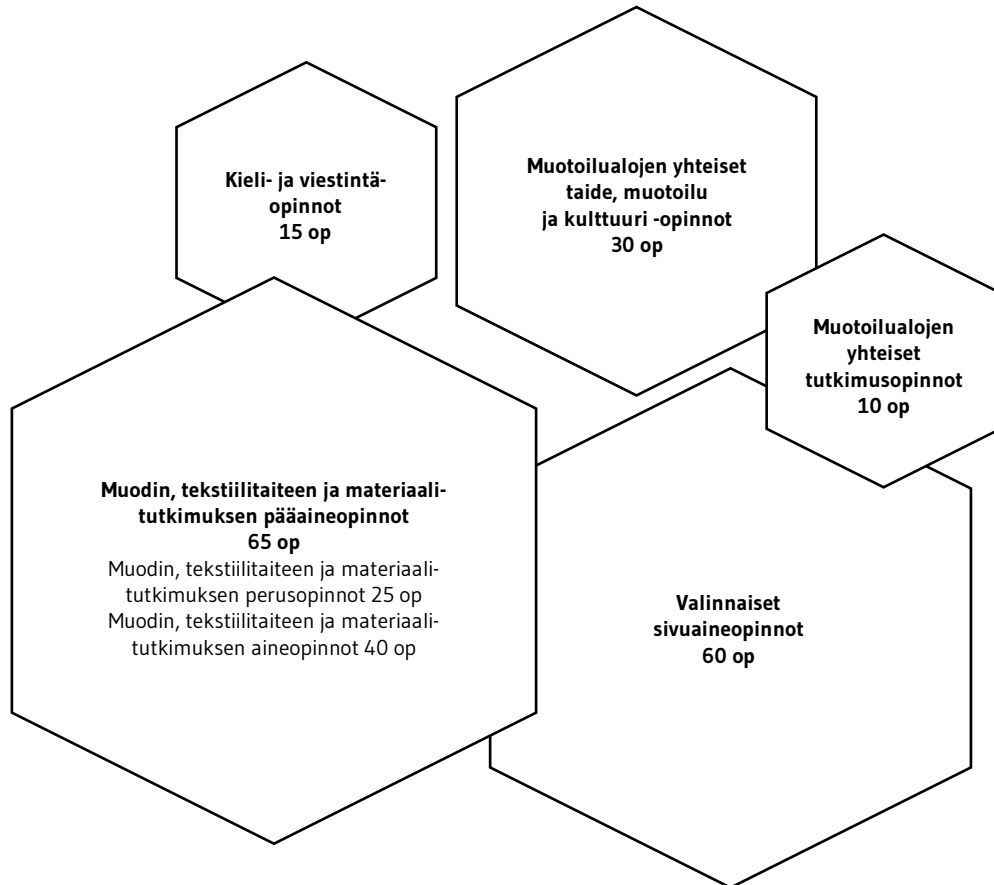 Kieli- ja viestintä-
opinnot
15 op
Muotoilualojen yhteiset
taide, muotoilu
ja kulttuuri -opinnot
30 op
Muotoilualojen
yhteiset
tutkimusopinnot
10 op
Muodin, tekstiilitaiteen ja materiaali-
tutkimuksen pääaineopinnot
65 op
Muodin, tekstiilitaiteen ja materiaali-
tutkimuksen perusopinnot 25 op
Muodin, tekstiilitaiteen ja materiaali-
tutkimuksen aineopinnot 40 op
Valinnaiset
sivuaineopinnot
60 op